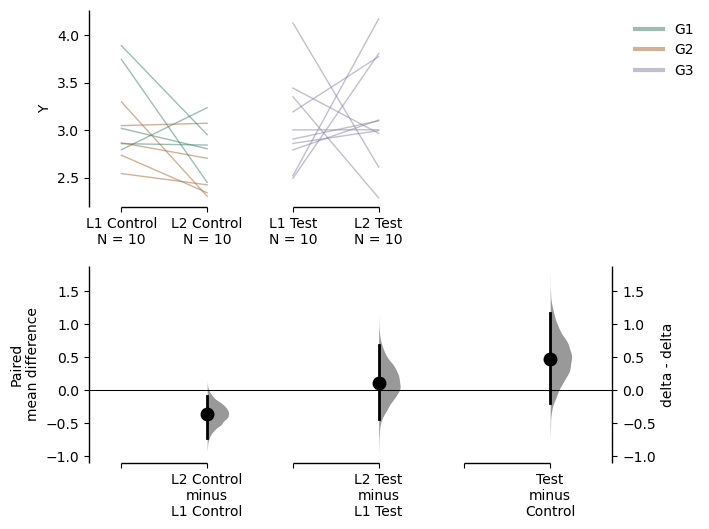 4.0
3.5
3.0
2.5
Y
G1
G2
G3
L1 Control
N = 10
L2 Control
N = 10
L1 Test
N = 10
L2 Test
N = 10
1.5
1.0
0.5
0.0
−0.5
−1.0
Paired
mean difference
1.5
1.0
0.5
0.0
−0.5
−1.0
delta - delta
L2 Control
minus
L1 Control
L2 Test
minus
L1 Test
Test
minus
Control